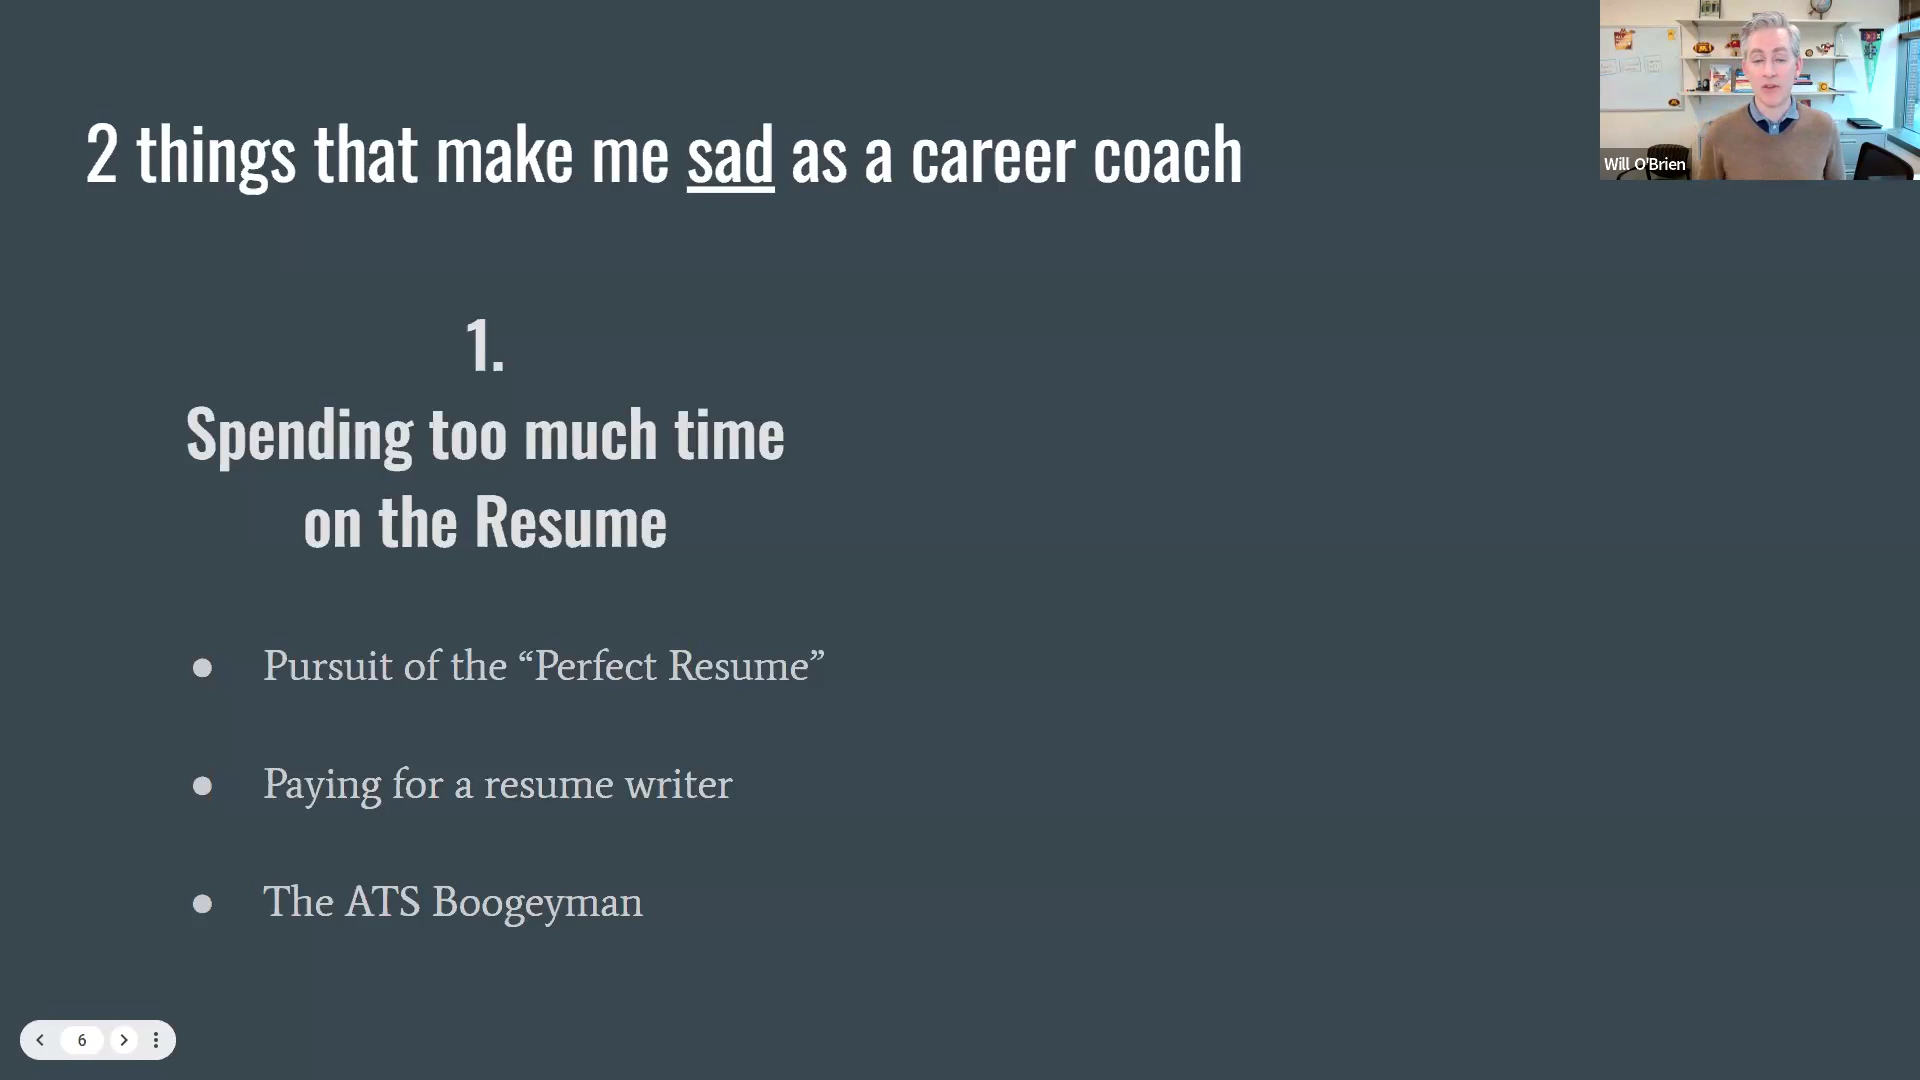 2 things that make me sad as a career coach
1.
Spending too much time
on the Resume
● Pursuit of the “Perfect Resume”
● Paying for a resume writer
● The ATS Boogeyman
Will O'Brien
6